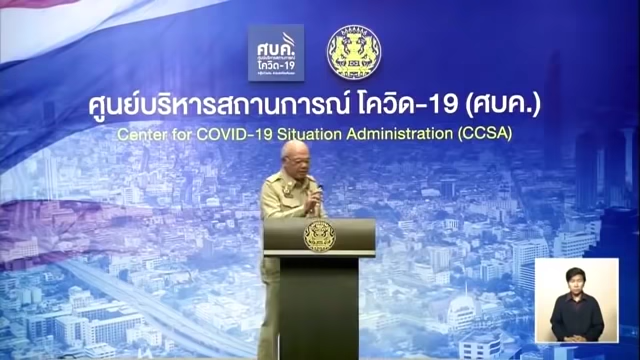 ศบค.
โควิด-19
ศูนย์บริหารสถานการณ์ โควิด-19 (ศบค.)
Center for COVID-19 Situation Administration (CCSA)